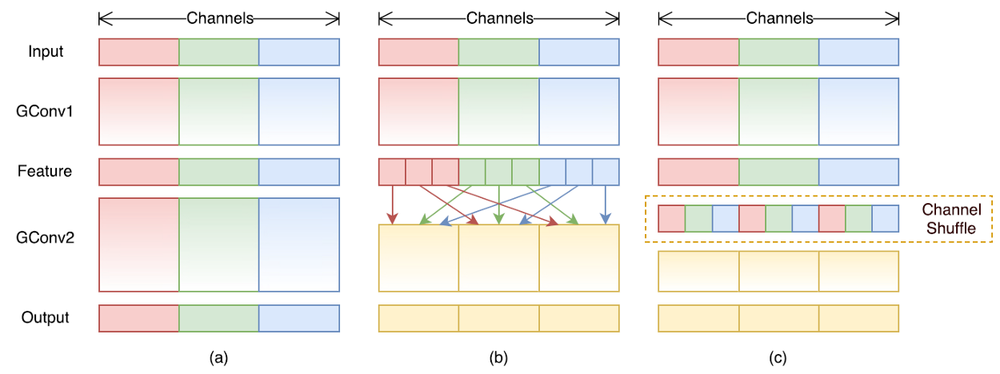 Channels
Channels
Channels
Input
GConv1
Feature
GConv2
Channel
Shuffle
Output
(a)
(b)
(c)